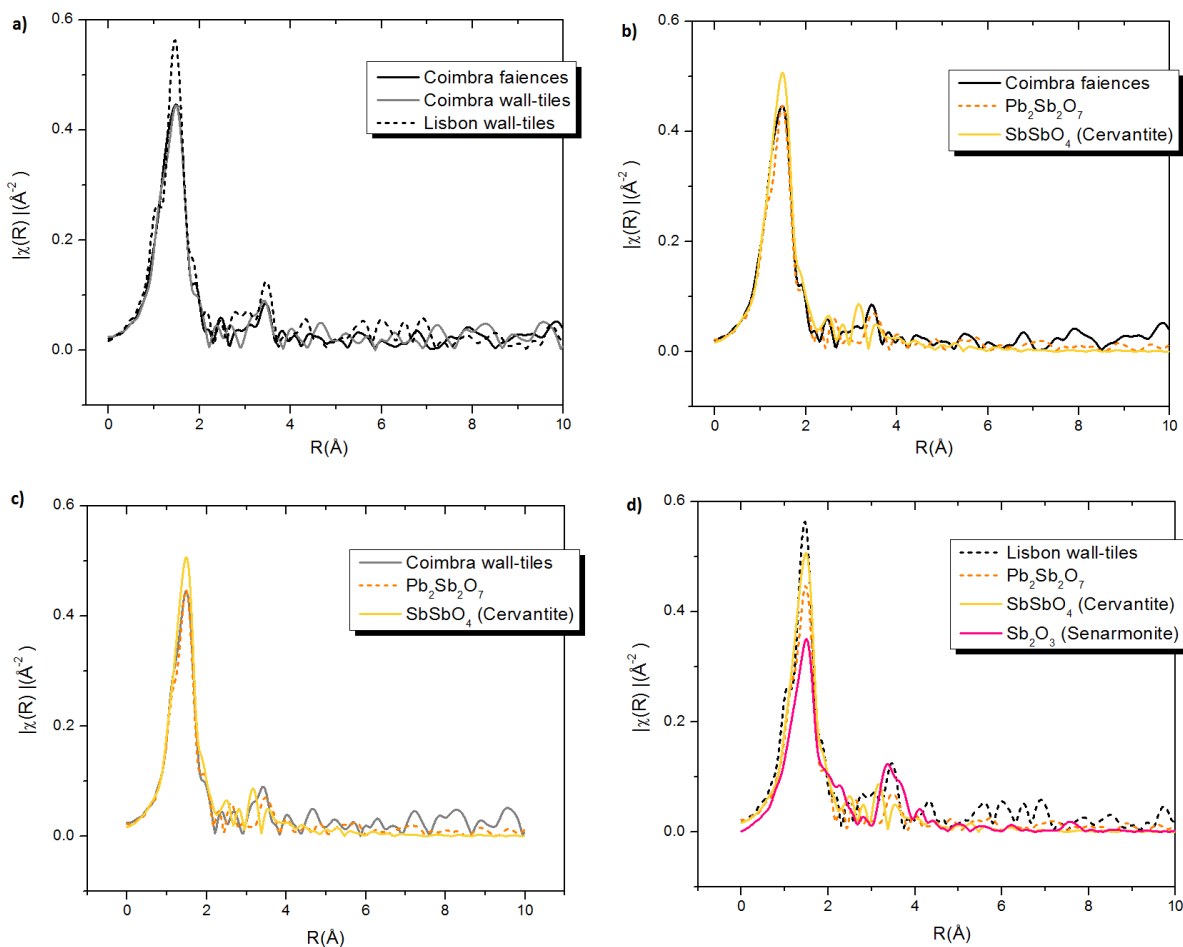 a)
0.6
0.4
0.2
0.0
|χ(R) |(Å⁻²)
Coimbra faiences
Coimbra wall-tiles
Lisbon wall-tiles
0 2 4 6 8 10
R(Å)
b)
0.6
0.4
0.2
0.0
|χ(R) |(Å⁻²)
Coimbra faiences
Pb₂Sb₂O₇
SbSbO₄ (Cervantite)
0 2 4 6 8 10
R(Å)
c)
0.6
0.4
0.2
0.0
|χ(R) |(Å⁻²)
Coimbra wall-tiles
Pb₂Sb₂O₇
SbSbO₄ (Cervantite)
0 2 4 6 8 10
R(Å)
d)
0.6
0.4
0.2
0.0
|χ(R) |(Å⁻²)
Lisbon wall-tiles
Pb₂Sb₂O₇
SbSbO₄ (Cervantite)
Sb₂O₃ (Senarmonite)
0 2 4 6 8 10
R(Å)